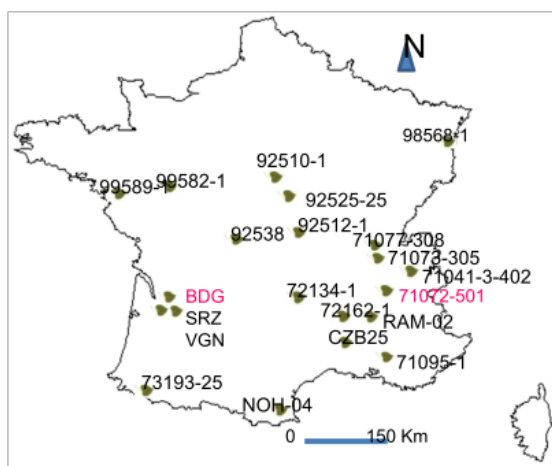 N
98568-1
92510-1
99589-1 99582-1
92525-25
92512-1
92538
71077-308
71073-305
71041-3-402
BDG
72134-1
71072-501
SRZ
72162-1
RAM-02
VGN
CZB25
71095-1
73193-25
NOH-04
0 150 Km